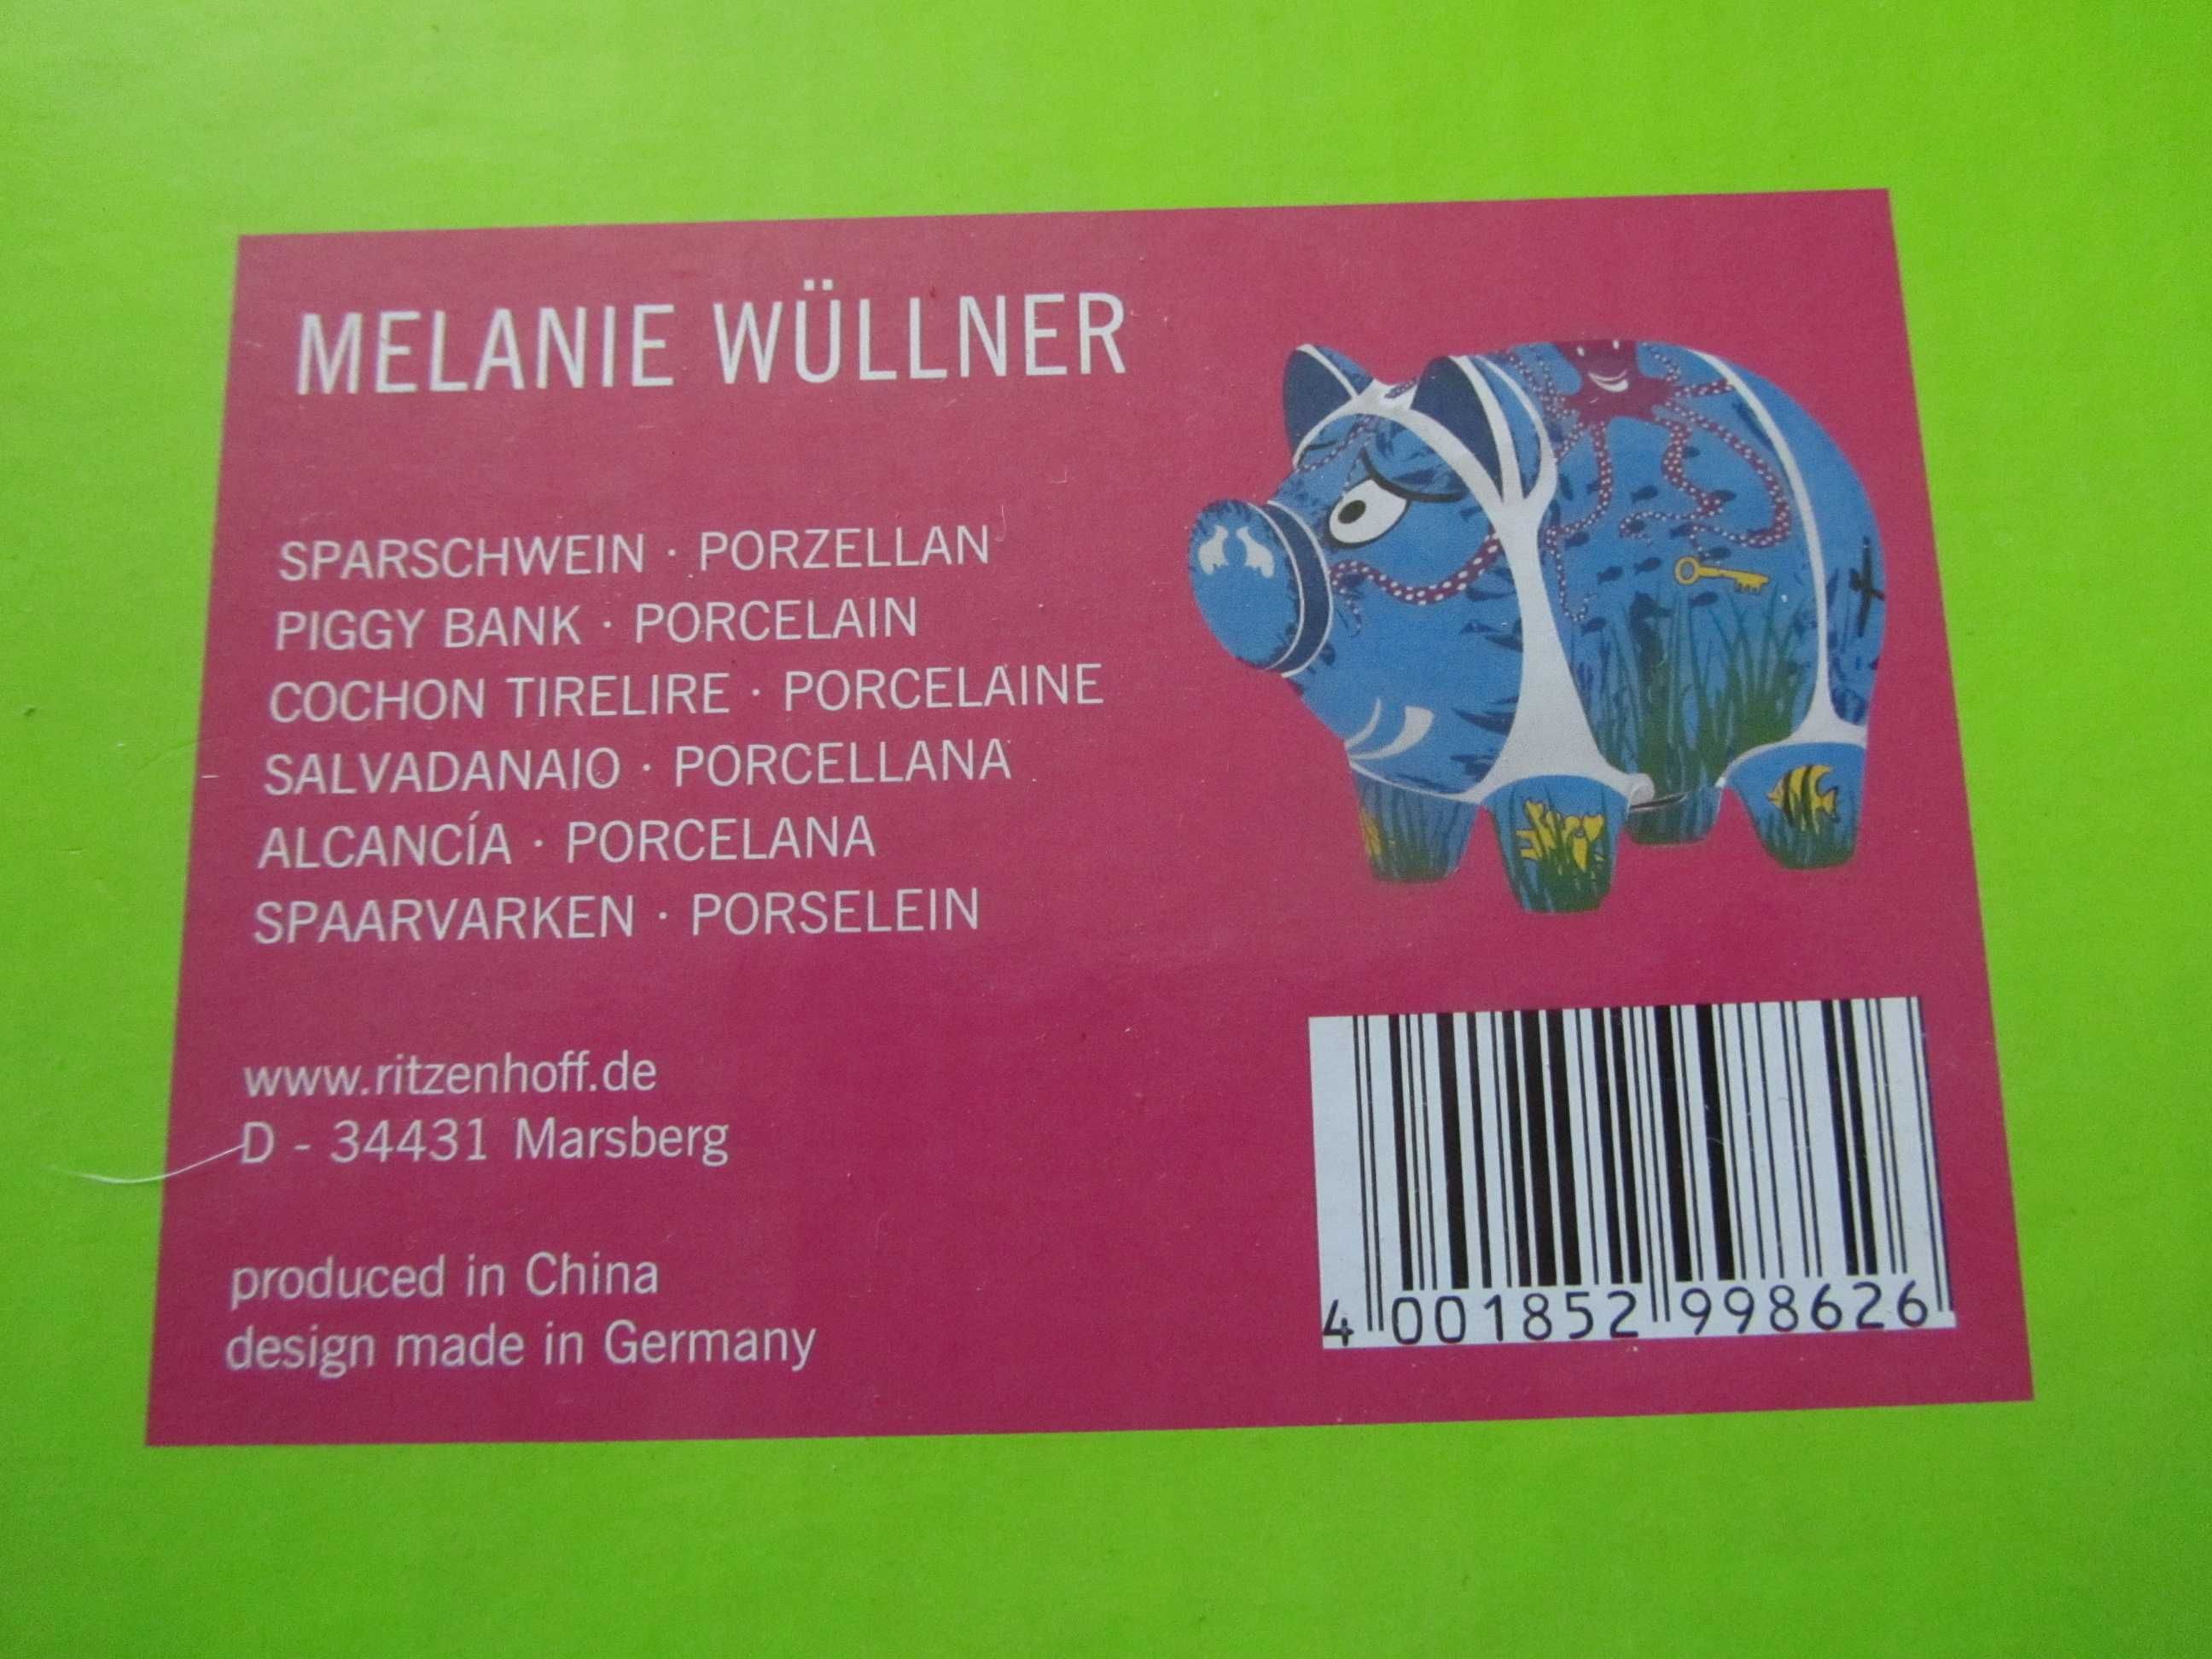 MELANIE WÜLLNER
SPARSCHWEIN · PORZELLAN
PIGGY BANK · PORCELAIN
COCHON TIRELIRE · PORCELAINE
SALVADANAIO · PORCELLANA
ALCANCÍA · PORCELANA
SPAARVARKEN · PORSELEIN
www.ritzenhoff.de
D - 34431 Marsberg
produced in China
design made in Germany
4 001852 998626